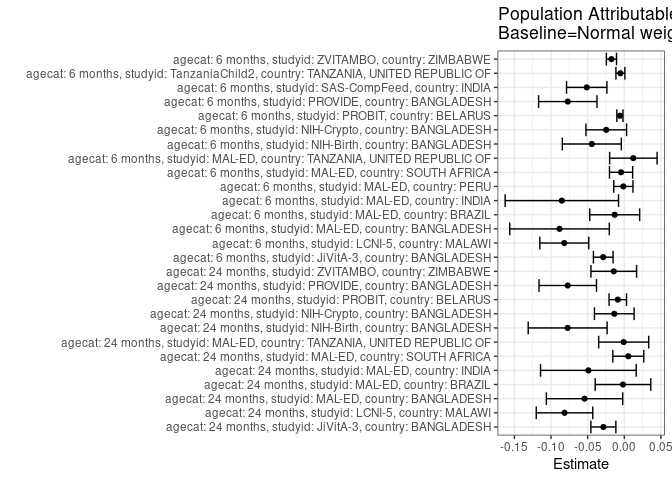 Population Attributable
Baseline=Normal weig
agecat: 6 months, studyid: ZVITAMBO, country: ZIMBABWE
agecat: 6 months, studyid: TanzaniaChild2, country: TANZANIA, UNITED REPUBLIC OF
agecat: 6 months, studyid: SAS-CompFeed, country: INDIA
agecat: 6 months, studyid: PROVIDE, country: BANGLADESH
agecat: 6 months, studyid: PROBIT, country: BELARUS
agecat: 6 months, studyid: NIH-Crypto, country: BANGLADESH
agecat: 6 months, studyid: NIH-Birth, country: BANGLADESH
agecat: 6 months, studyid: MAL-ED, country: TANZANIA, UNITED REPUBLIC OF
agecat: 6 months, studyid: MAL-ED, country: SOUTH AFRICA
agecat: 6 months, studyid: MAL-ED, country: PERU
agecat: 6 months, studyid: MAL-ED, country: INDIA
agecat: 6 months, studyid: MAL-ED, country: BRAZIL
agecat: 6 months, studyid: MAL-ED, country: BANGLADESH
agecat: 6 months, studyid: LCNI-5, country: MALAWI
agecat: 6 months, studyid: JiVitA-3, country: BANGLADESH
agecat: 24 months, studyid: ZVITAMBO, country: ZIMBABWE
agecat: 24 months, studyid: PROVIDE, country: BANGLADESH
agecat: 24 months, studyid: PROBIT, country: BELARUS
agecat: 24 months, studyid: NIH-Crypto, country: BANGLADESH
agecat: 24 months, studyid: NIH-Birth, country: BANGLADESH
agecat: 24 months, studyid: MAL-ED, country: TANZANIA, UNITED REPUBLIC OF
agecat: 24 months, studyid: MAL-ED, country: SOUTH AFRICA
agecat: 24 months, studyid: MAL-ED, country: INDIA
agecat: 24 months, studyid: MAL-ED, country: BRAZIL
agecat: 24 months, studyid: MAL-ED, country: BANGLADESH
agecat: 24 months, studyid: LCNI-5, country: MALAWI
agecat: 24 months, studyid: JiVitA-3, country: BANGLADESH
-0.15 -0.10 -0.05 0.00 0.05
Estimate